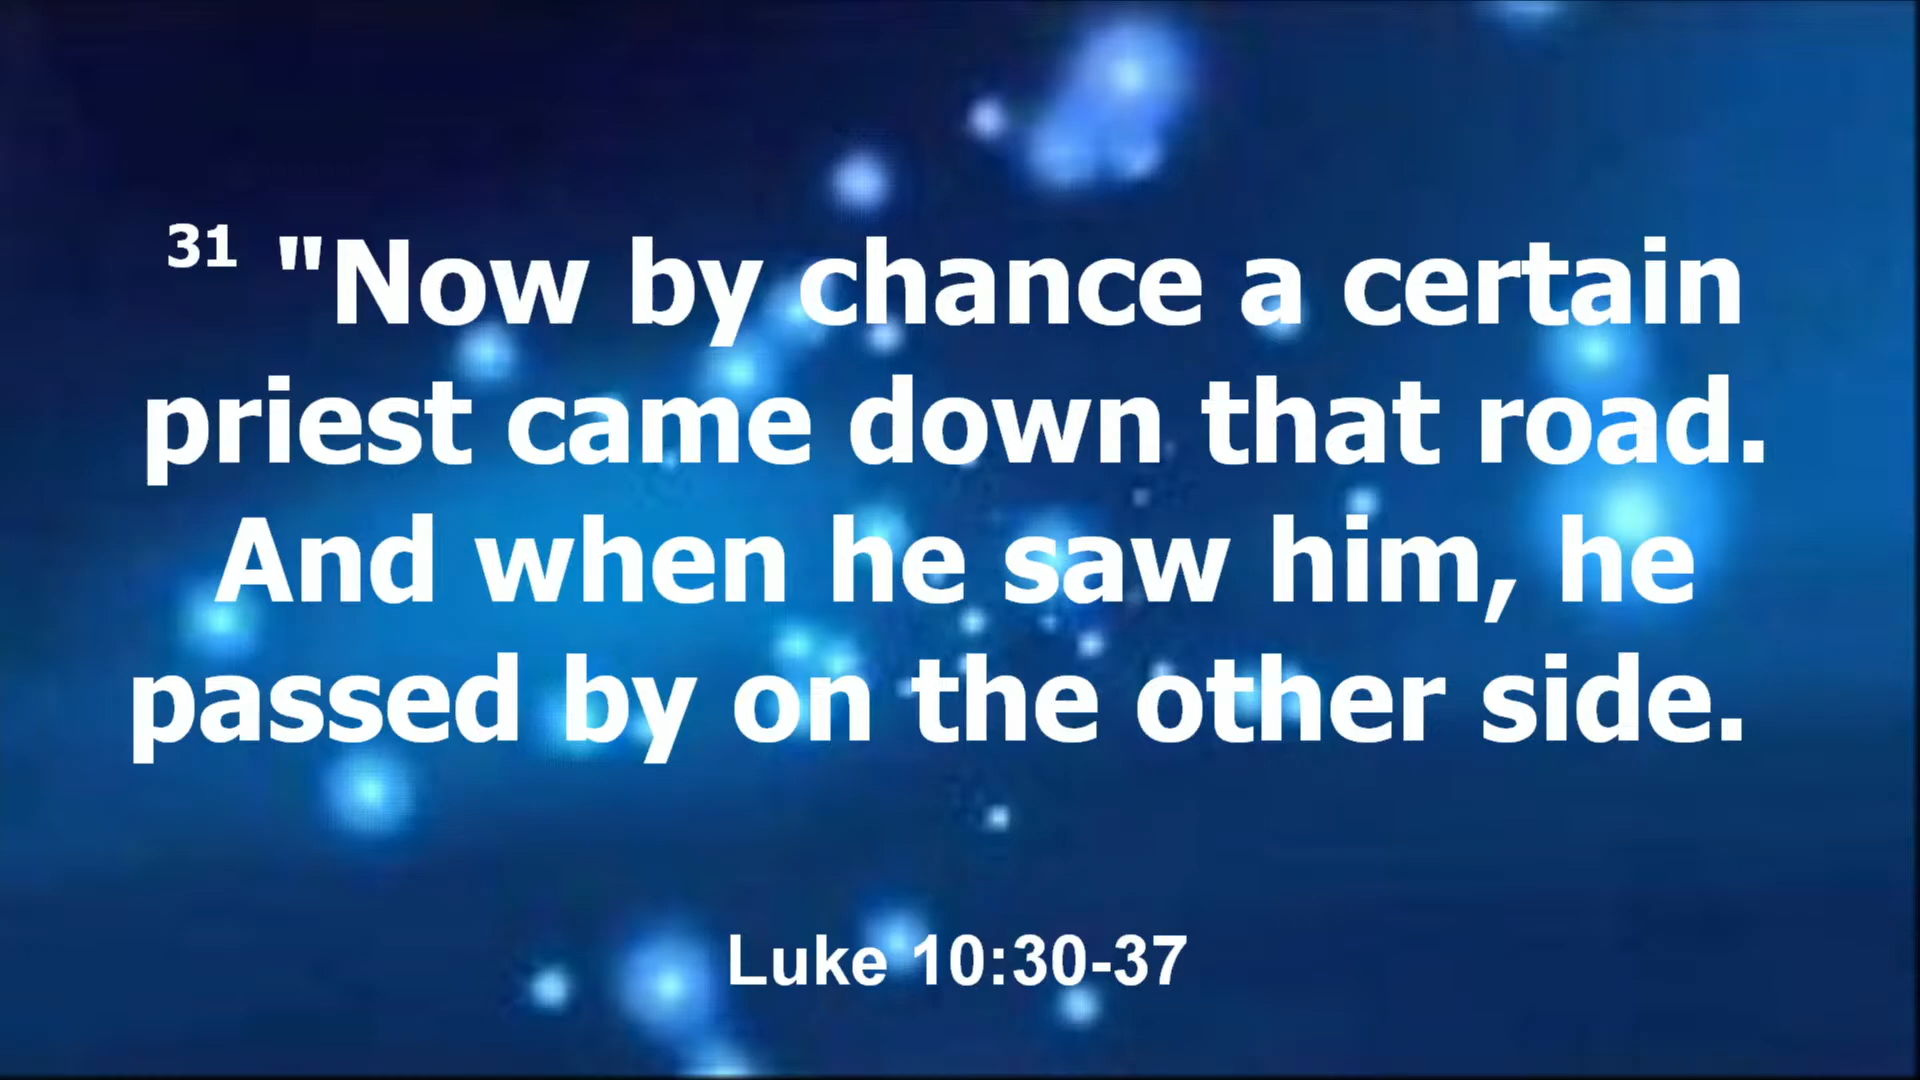 31 "Now by chance a certain
priest came down that road.
And when he saw him, he
passed by on the other side.
Luke 10:30-37